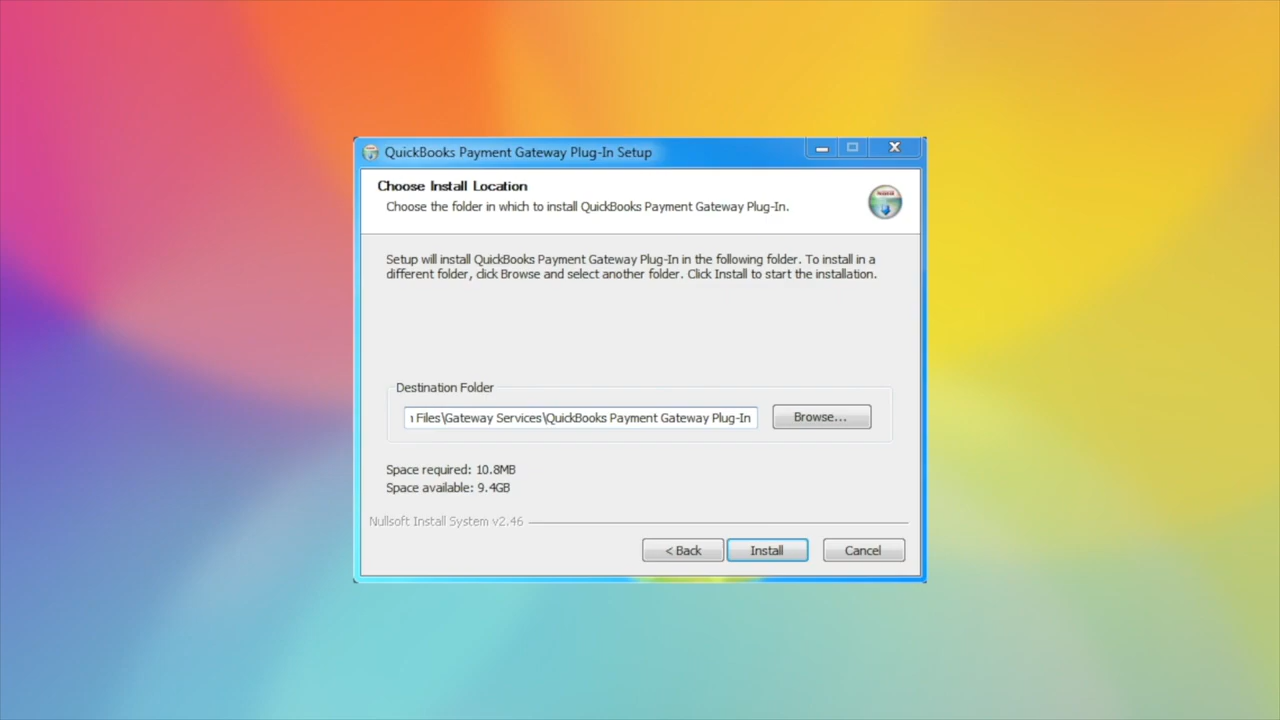 QuickBooks Payment Gateway Plug-In Setup
Choose Install Location
Choose the folder in which to install QuickBooks Payment Gateway Plug-In.
Setup will install QuickBooks Payment Gateway Plug-In in the following folder. To install in a
different folder, click Browse and select another folder. Click Install to start the installation.
Destination Folder
Files\Gateway Services\QuickBooks Payment Gateway Plug-In
Browse...
Space required: 10.8MB
Space available: 9.4GB
Nullsoft Install System v2.46
< Back
Install
Cancel